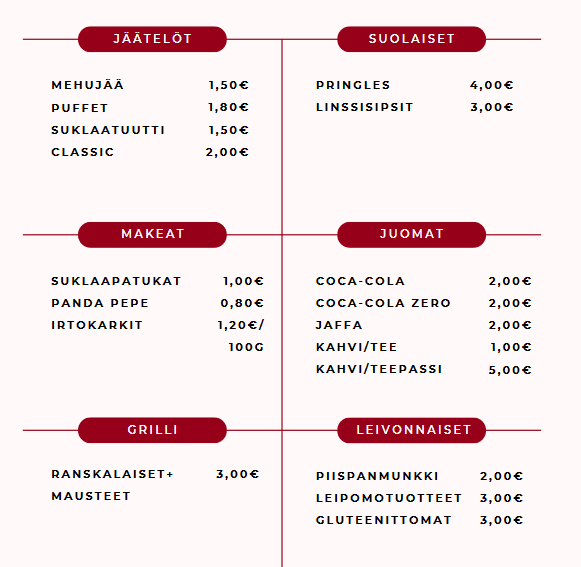 JÄÄTELÖT
MEHUJÄÄ 1,50€
PUFFET 1,80€
SUKLAATUUTTI 1,50€
CLASSIC 2,00€
SUOLAISET
PRINGLES 4,00€
LINSSISIPSIT 3,00€
MAKEAT
SUKLAAPATUKAT 1,00€
PANDA PEPE 0,80€
IRTOKARKIT 1,20€/
100G
JUOMAT
COCA-COLA 2,00€
COCA-COLA ZERO 2,00€
JAFFA 2,00€
KAHVI/TEE 1,00€
KAHVI/TEEPASSI 5,00€
GRILLI
RANSKALAISET+ 3,00€
MAUSTEET
LEIVONNAISET
PIISPANMUNKKI 2,00€
LEIPOMOTUOTTEET 3,00€
GLUTEENITTOMAT 3,00€